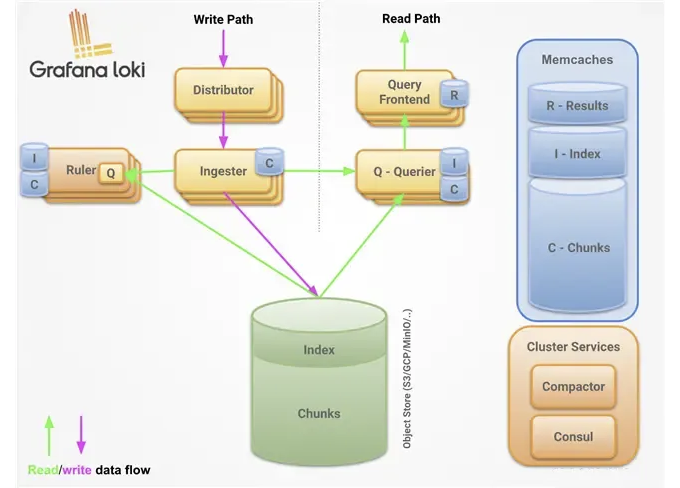 Write Path
Read Path
Grafana loki
Distributor
Query
Frontend
R
Memcaches
R - Results
I - Index
C - Chunks
I
C
Ruler
Q
Ingester
C
Q - Querier
I
C
Index
Chunks
Object Store (S3/GCP/MinIO/..)
Cluster Services
Compactor
Consul
Read/write data flow